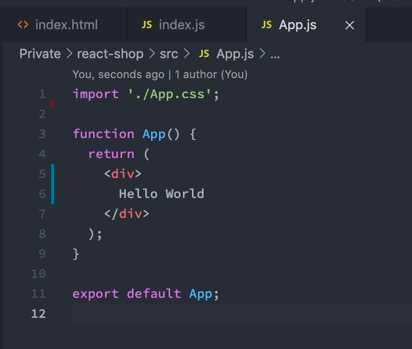 <> index.html JS index.js JS App.js ×
Private > react-shop > src > JS App.js > ...
You, seconds ago | 1 author (You)
1 import './App.css';
2
3 function App() {
4 return (
5 <div>
6 Hello World
7 </div>
8 );
9 }
10
11 export default App;
12